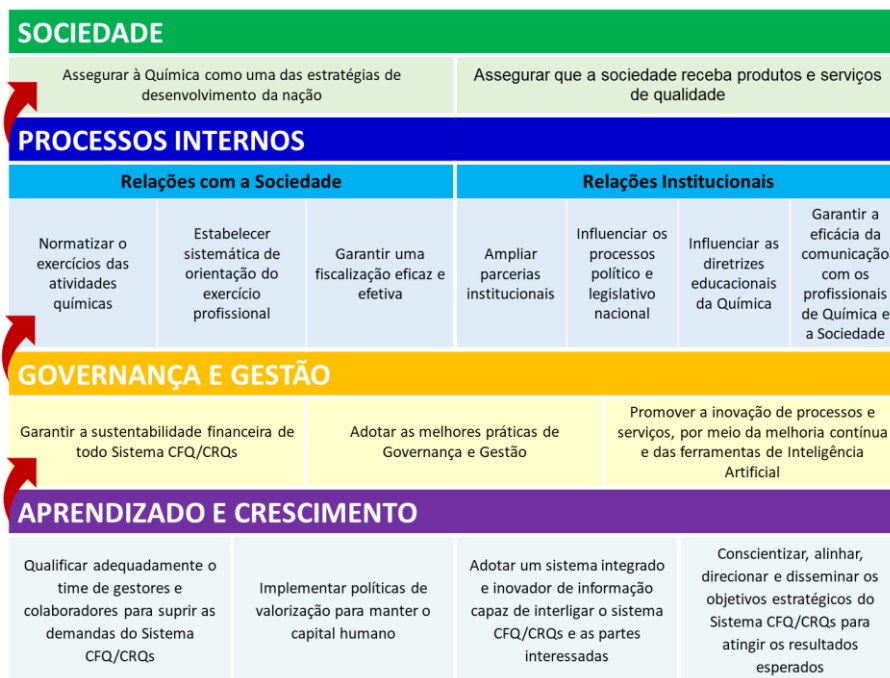 SOCIEDADE
Assegurar à Química como uma das estratégias de
desenvolvimento da nação
Assegurar que a sociedade receba produtos e serviços
de qualidade
PROCESSOS INTERNOS
Relações com a Sociedade
Relações Institucionais
Normatizar o
exercícios das
atividades
químicas
Estabelecer
sistemática de
orientação do
exercício
profissional
Garantir uma
fiscalização eficaz e
efetiva
Ampliar
parcerias
institucionais
Influenciar os
processos
político e
legislativo
nacional
Influenciar as
diretrizes
educacionais
da Química
Garantir a
eficácia da
comunicação
com os
profissionais
de Química e
a Sociedade
GOVERNANÇA E GESTÃO
Garantir a sustentabilidade financeira de
todo Sistema CFQ/CRQs
Adotar as melhores práticas de
Governança e Gestão
Promover a inovação de processos e
serviços, por meio da melhoria contínua
e das ferramentas de Inteligência
Artificial
APRENDIZADO E CRESCIMENTO
Qualificar adequadamente o
time de gestores e
colaboradores para suprir as
demandas do Sistema
CFQ/CRQs
Implementar políticas de
valorização para manter o
capital humano
Adotar um sistema integrado
e inovador de informação
capaz de interligar o sistema
CFQ/CRQs e as partes
interessadas
Conscientizar, alinhar,
direcionar e disseminar os
objetivos estratégicos do
Sistema CFQ/CRQs para
atingir os resultados
esperados